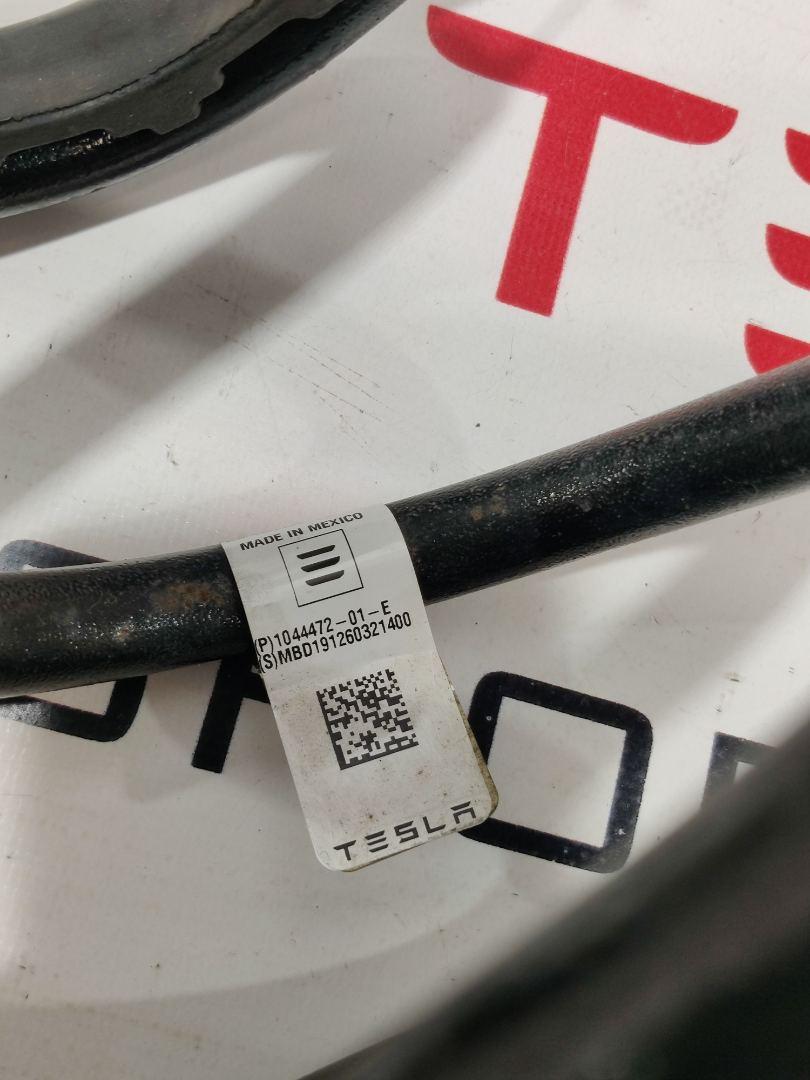 MADE IN MEXICO
(P)1044472-01-E
(S)MBD191260321400
TESLA